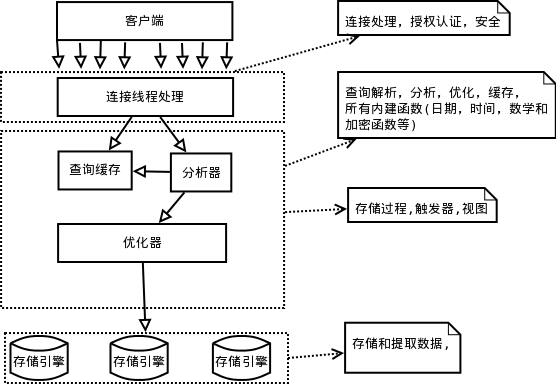 客户端
连接处理，授权认证，安全
连接线程处理
查询解析，分析，优化，缓存，
所有内建函数(日期，时间，数学和
加密函数等)
查询缓存
分析器
存储过程,触发器,视图
优化器
存储和提取数据,
存储引擎
存储引擎
存储引擎